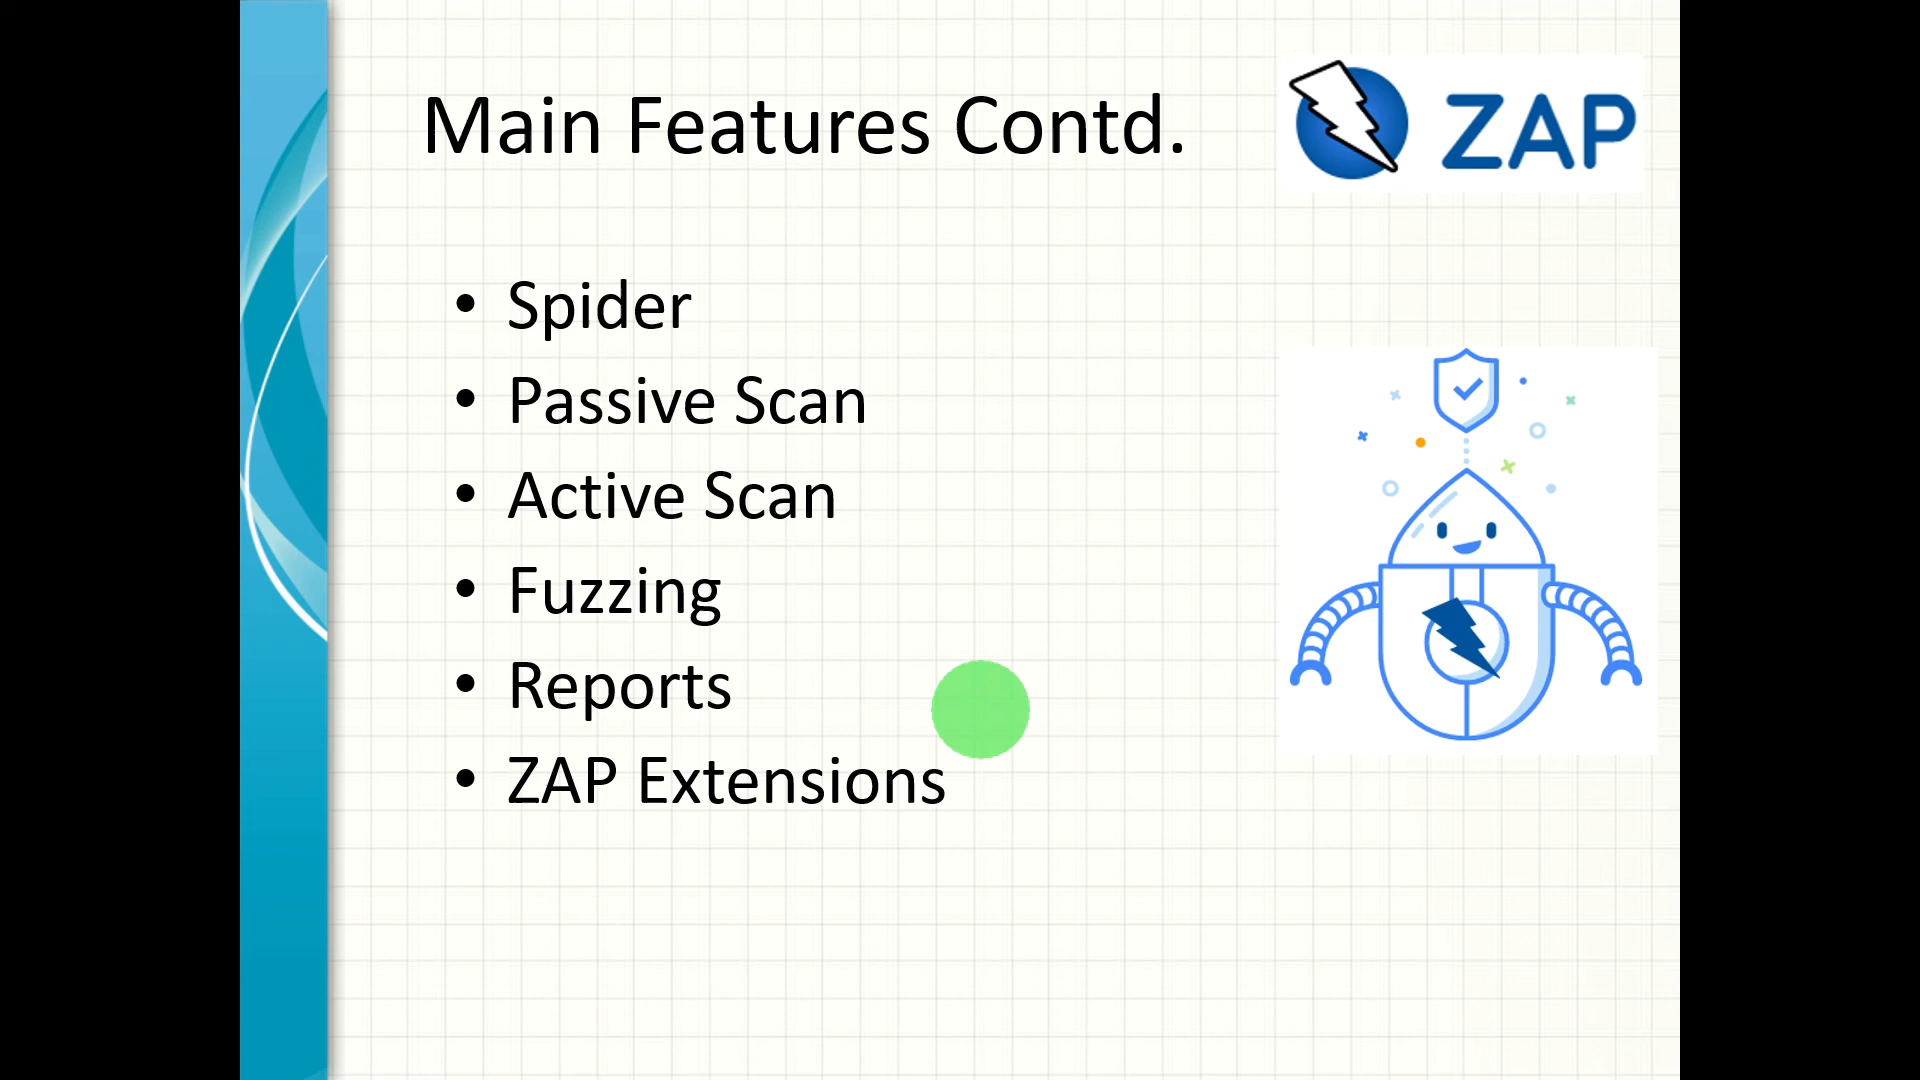 Main Features Contd.
ZAP
• Spider
• Passive Scan
• Active Scan
• Fuzzing
• Reports
• ZAP Extensions